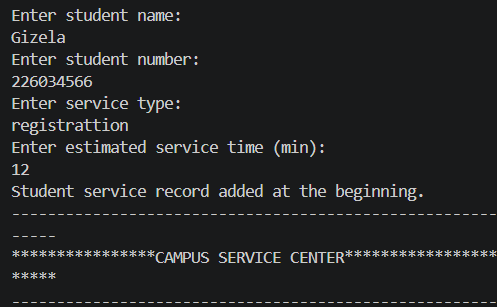 Enter student name:
Gizela
Enter student number:
226034566
Enter service type:
registrattion
Enter estimated service time (min):
12
Student service record added at the beginning.
------------------------------------------------------
-----
****************CAMPUS SERVICE CENTER*****************
*****
------------------------------------------------------